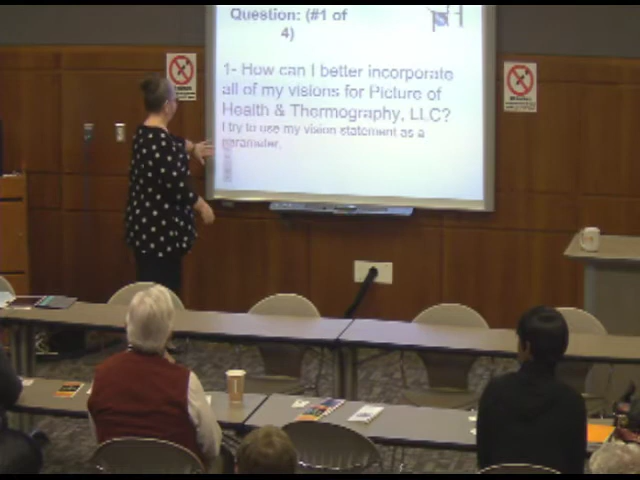 Question: (#1 of
4)
1- How can I better incorporate
all of my visions for Picture of
Health & Thermography, LLC?
I try to use my vision statement as a
parameter.